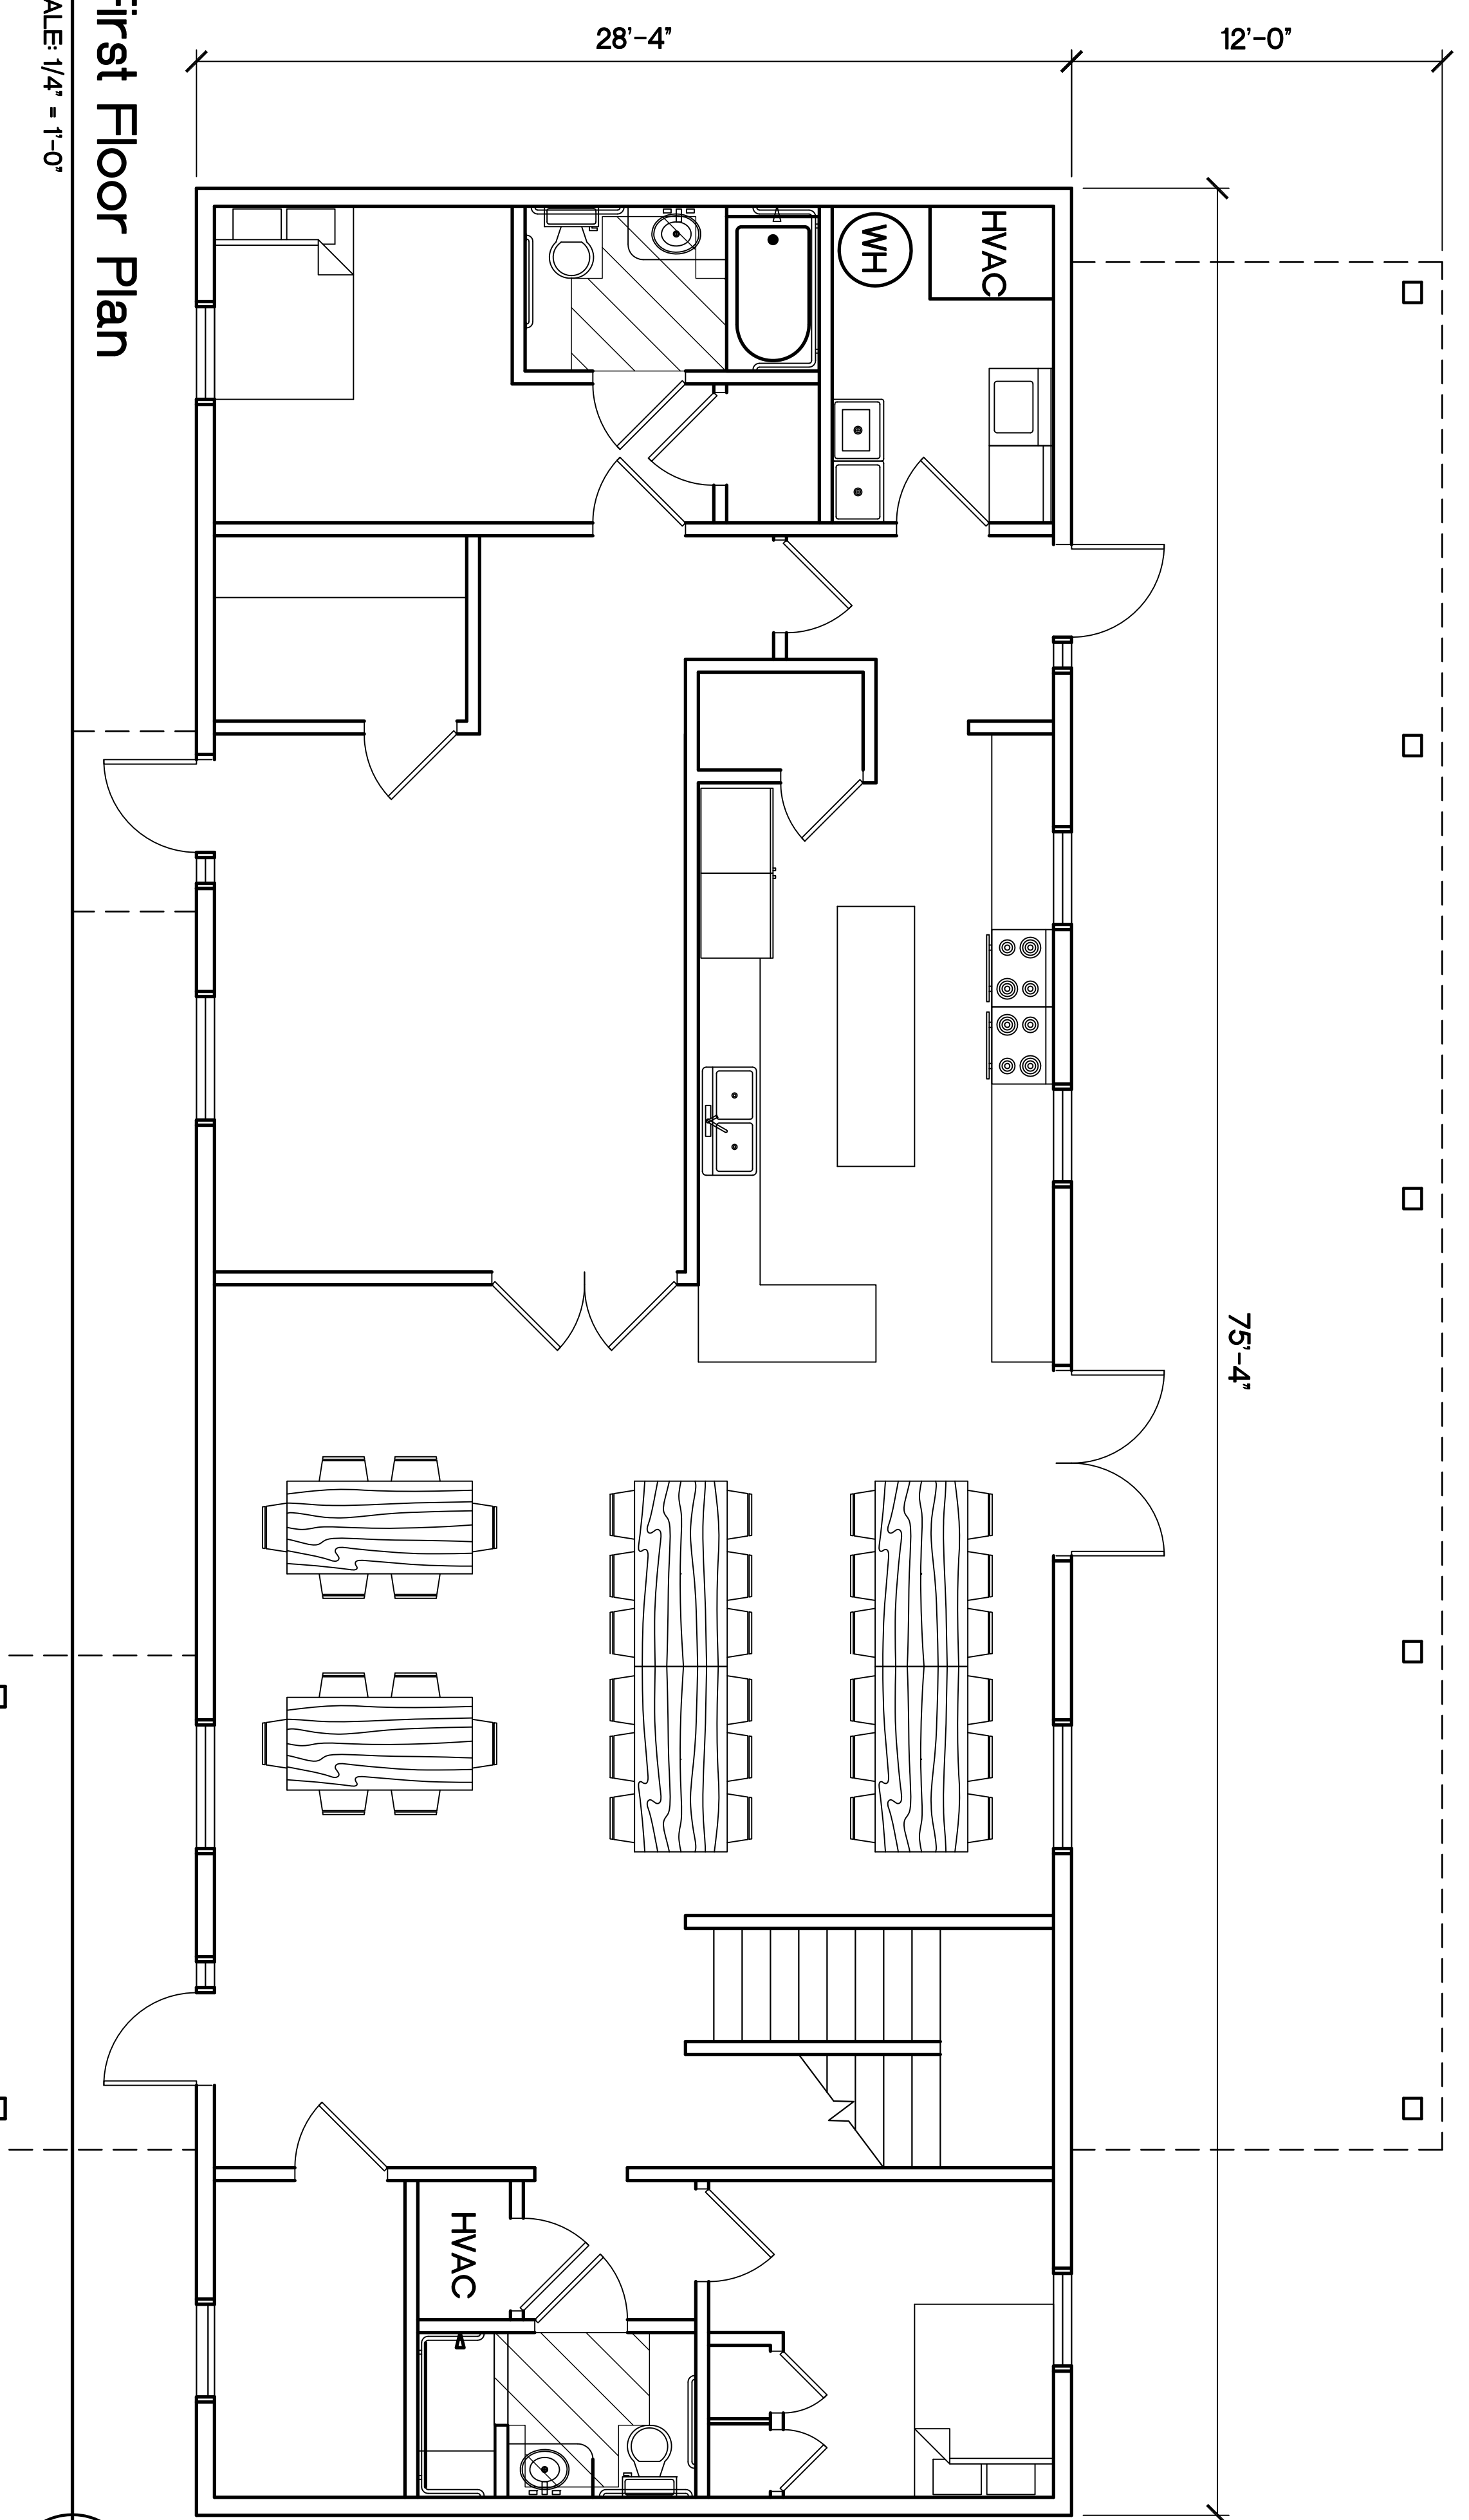 28'-4"
12'-0"
75'-4"
HVAC
WH
HVAC
First Floor Plan
SCALE: 1/4" = 1'-0"